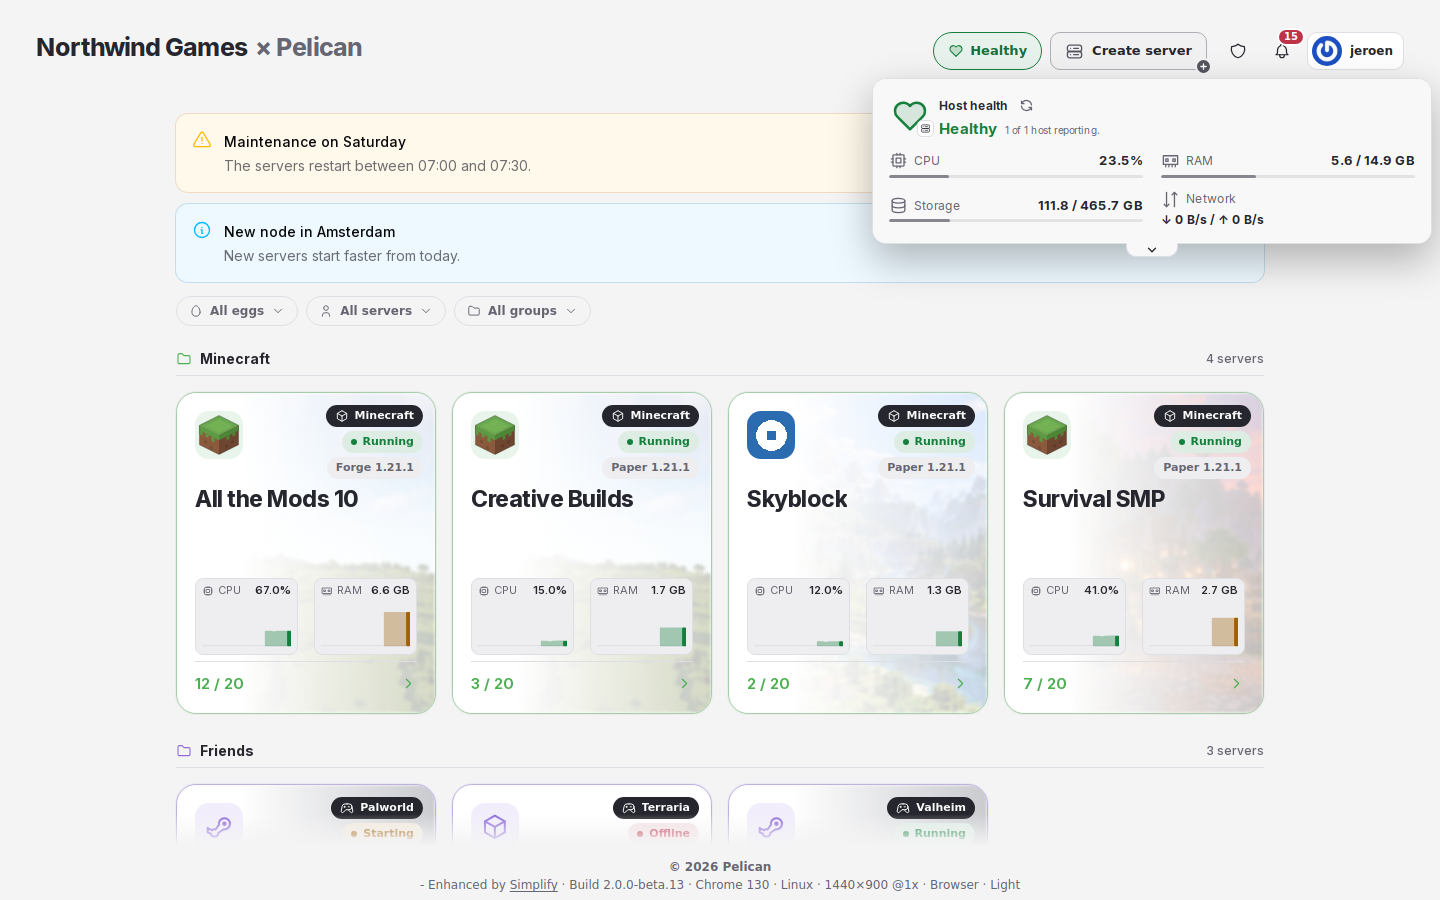 Northwind Games × Pelican
Healthy
Create server
15
jeroen
Host health
Healthy 1 of 1 host reporting.
CPU 23.5%
RAM 5.6 / 14.9 GB
Storage 111.8 / 465.7 GB
Network
↓ 0 B/s / ↑ 0 B/s
Maintenance on Saturday
The servers restart between 07:00 and 07:30.
New node in Amsterdam
New servers start faster from today.
All eggs
All servers
All groups
Minecraft
4 servers
Minecraft
Running
Forge 1.21.1
All the Mods 10
CPU 67.0%
RAM 6.6 GB
12 / 20
Minecraft
Running
Paper 1.21.1
Creative Builds
CPU 15.0%
RAM 1.7 GB
3 / 20
Minecraft
Running
Paper 1.21.1
Skyblock
CPU 12.0%
RAM 1.3 GB
2 / 20
Minecraft
Running
Paper 1.21.1
Survival SMP
CPU 41.0%
RAM 2.7 GB
7 / 20
Friends
3 servers
Palworld
Starting
Terraria
Offline
Valheim
Running
© 2026 Pelican
- Enhanced by Simplify · Build 2.0.0-beta.13 · Chrome 130 · Linux · 1440×900 @1x · Browser · Light